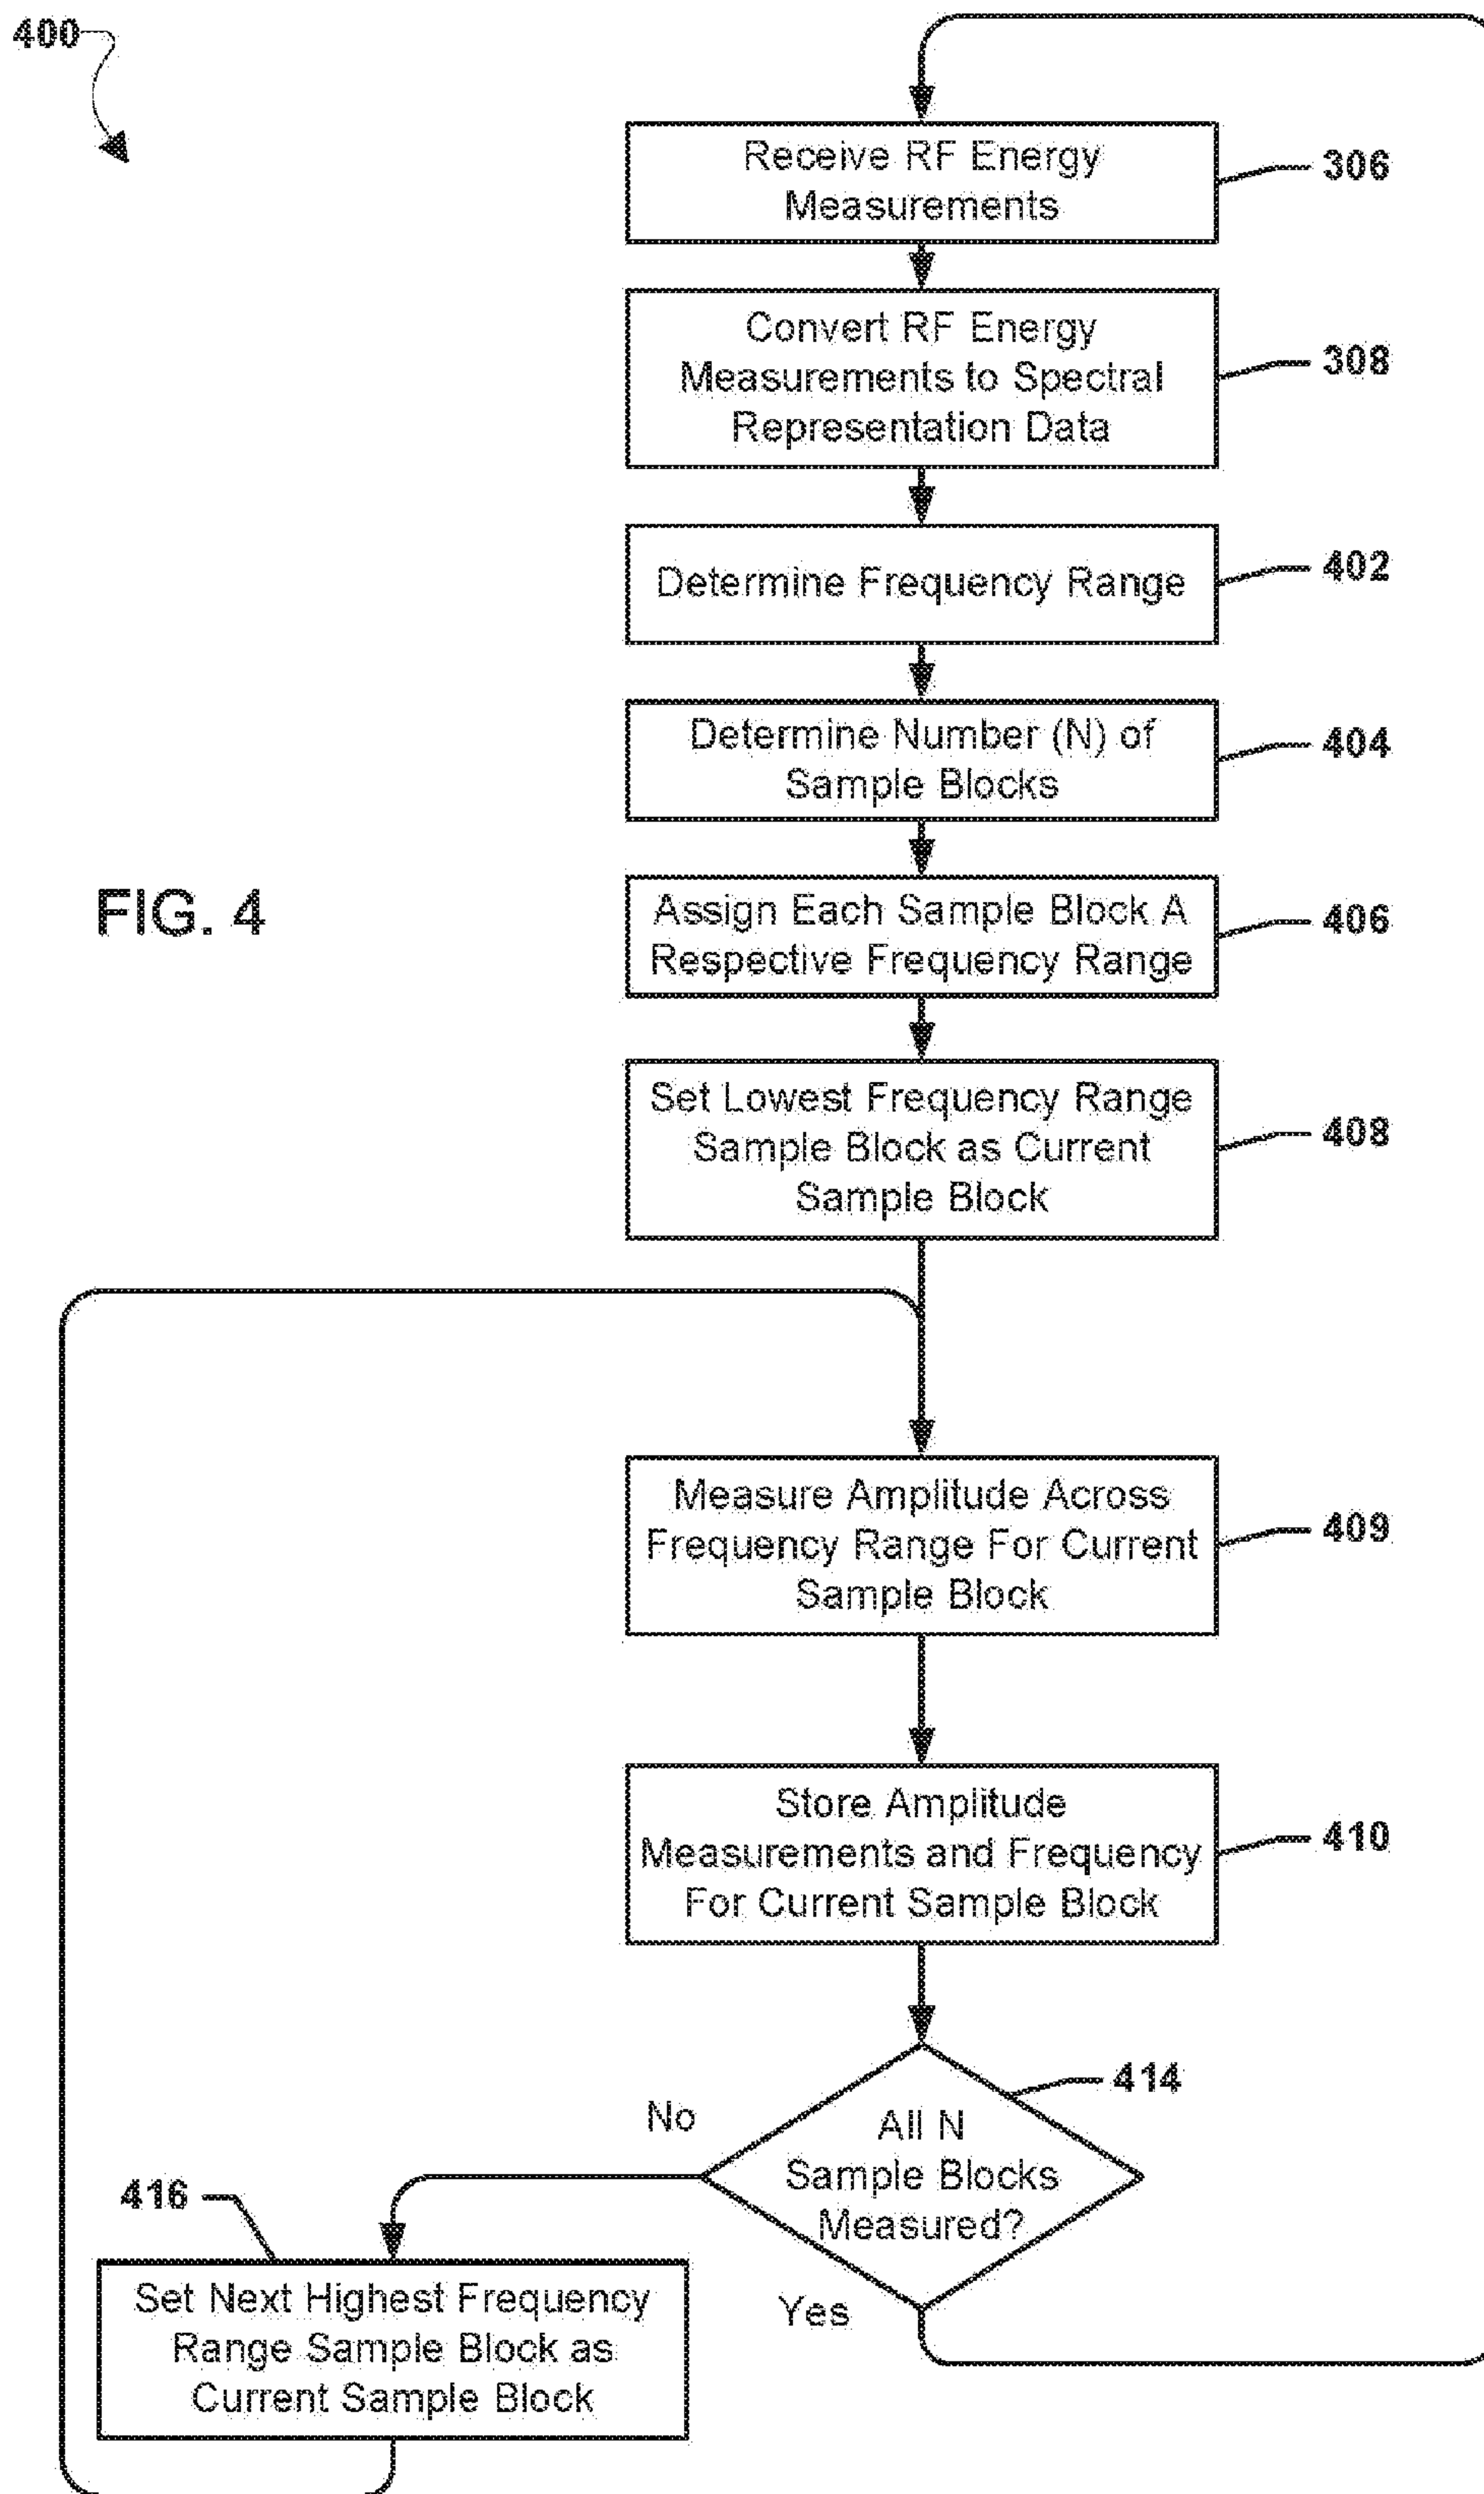 400
Receive RF Energy
Measurements
306
Convert RF Energy
Measurements to Spectral
Representation Data
308
Determine Frequency Range
402
Determine Number (N) of
Sample Blocks
404
FIG. 4
Assign Each Sample Block A
Respective Frequency Range
406
Set Lowest Frequency Range
Sample Block as Current
Sample Block
408
Measure Amplitude Across
Frequency Range For Current
Sample Block
409
Store Amplitude
Measurements and Frequency
For Current Sample Block
410
414
All N
Sample Blocks
Measured?
No
Yes
416
Set Next Highest Frequency
Range Sample Block as
Current Sample Block